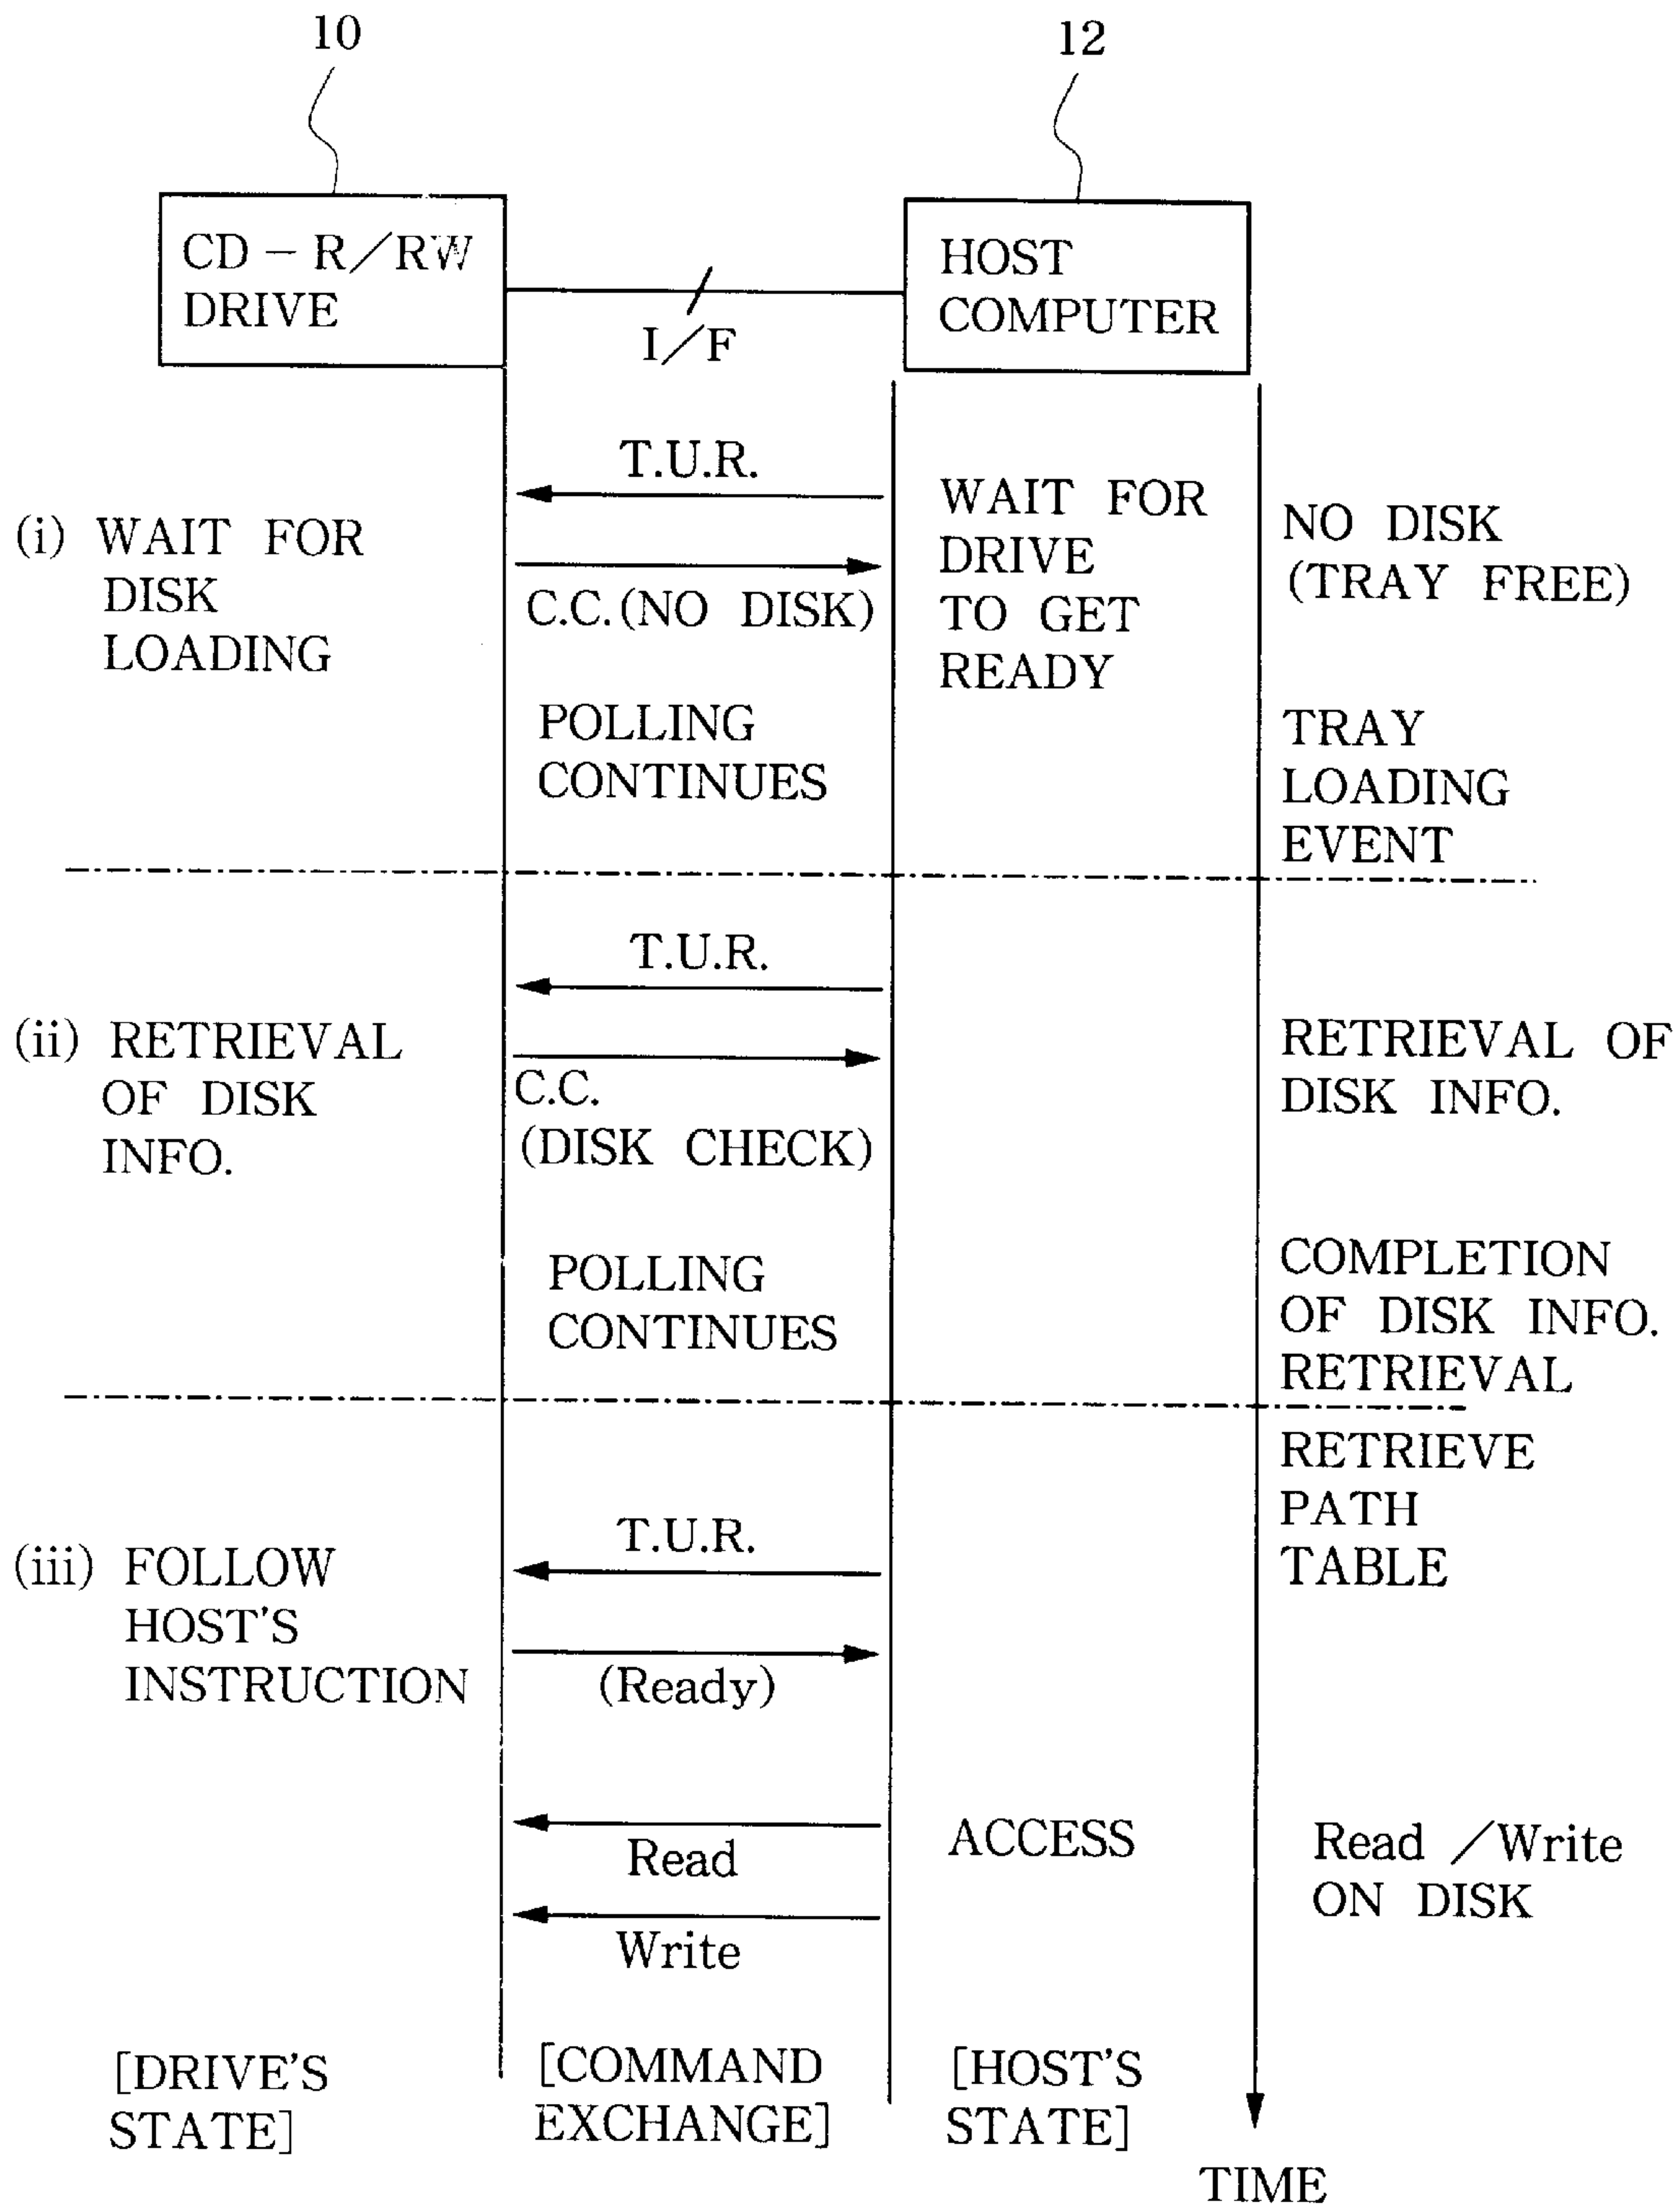 10
12
CD-R/RW
DRIVE
I/F
HOST
COMPUTER
T.U.R.
(i) WAIT FOR
DISK
LOADING
C.C.(NO DISK)
WAIT FOR
DRIVE
TO GET
READY
NO DISK
(TRAY FREE)
POLLING
CONTINUES
TRAY
LOADING
EVENT
T.U.R.
(ii) RETRIEVAL
OF DISK
INFO.
C.C.
(DISK CHECK)
RETRIEVAL OF
DISK INFO.
POLLING
CONTINUES
COMPLETION
OF DISK INFO.
RETRIEVAL
RETRIEVE
PATH
TABLE
T.U.R.
(iii) FOLLOW
HOST'S
INSTRUCTION
(Ready)
Read
Write
ACCESS
Read /Write
ON DISK
[DRIVE'S
STATE]
[COMMAND
EXCHANGE]
[HOST'S
STATE]
TIME